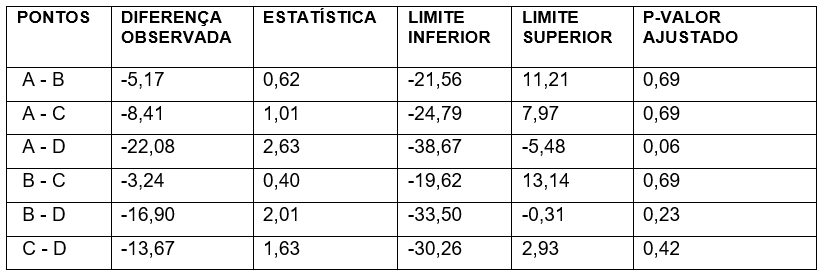 PONTOS DIFERENÇA OBSERVADA ESTATÍSTICA LIMITE INFERIOR LIMITE SUPERIOR P-VALOR AJUSTADO
A - B -5,17 0,62 -21,56 11,21 0,69
A - C -8,41 1,01 -24,79 7,97 0,69
A - D -22,08 2,63 -38,67 -5,48 0,06
B - C -3,24 0,40 -19,62 13,14 0,69
B - D -16,90 2,01 -33,50 -0,31 0,23
C - D -13,67 1,63 -30,26 2,93 0,42